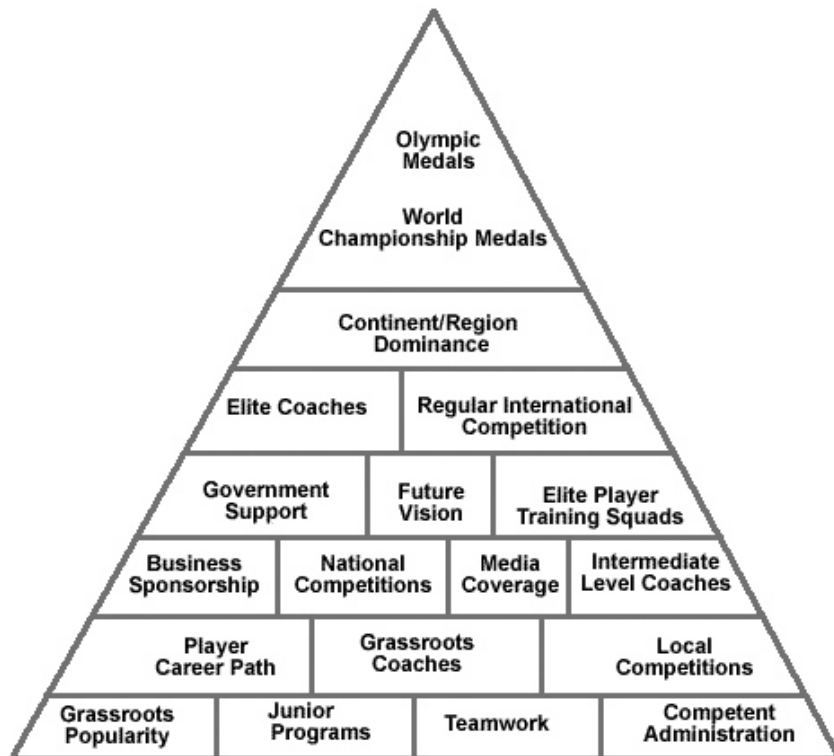 Olympic
Medals
World
Championship Medals
Continent/Region
Dominance
Elite Coaches
Regular International
Competition
Government
Support
Future
Vision
Elite Player
Training Squads
Business
Sponsorship
National
Competitions
Media
Coverage
Intermediate
Level Coaches
Player
Career Path
Grassroots
Coaches
Local
Competitions
Grassroots
Popularity
Junior
Programs
Teamwork
Competent
Administration